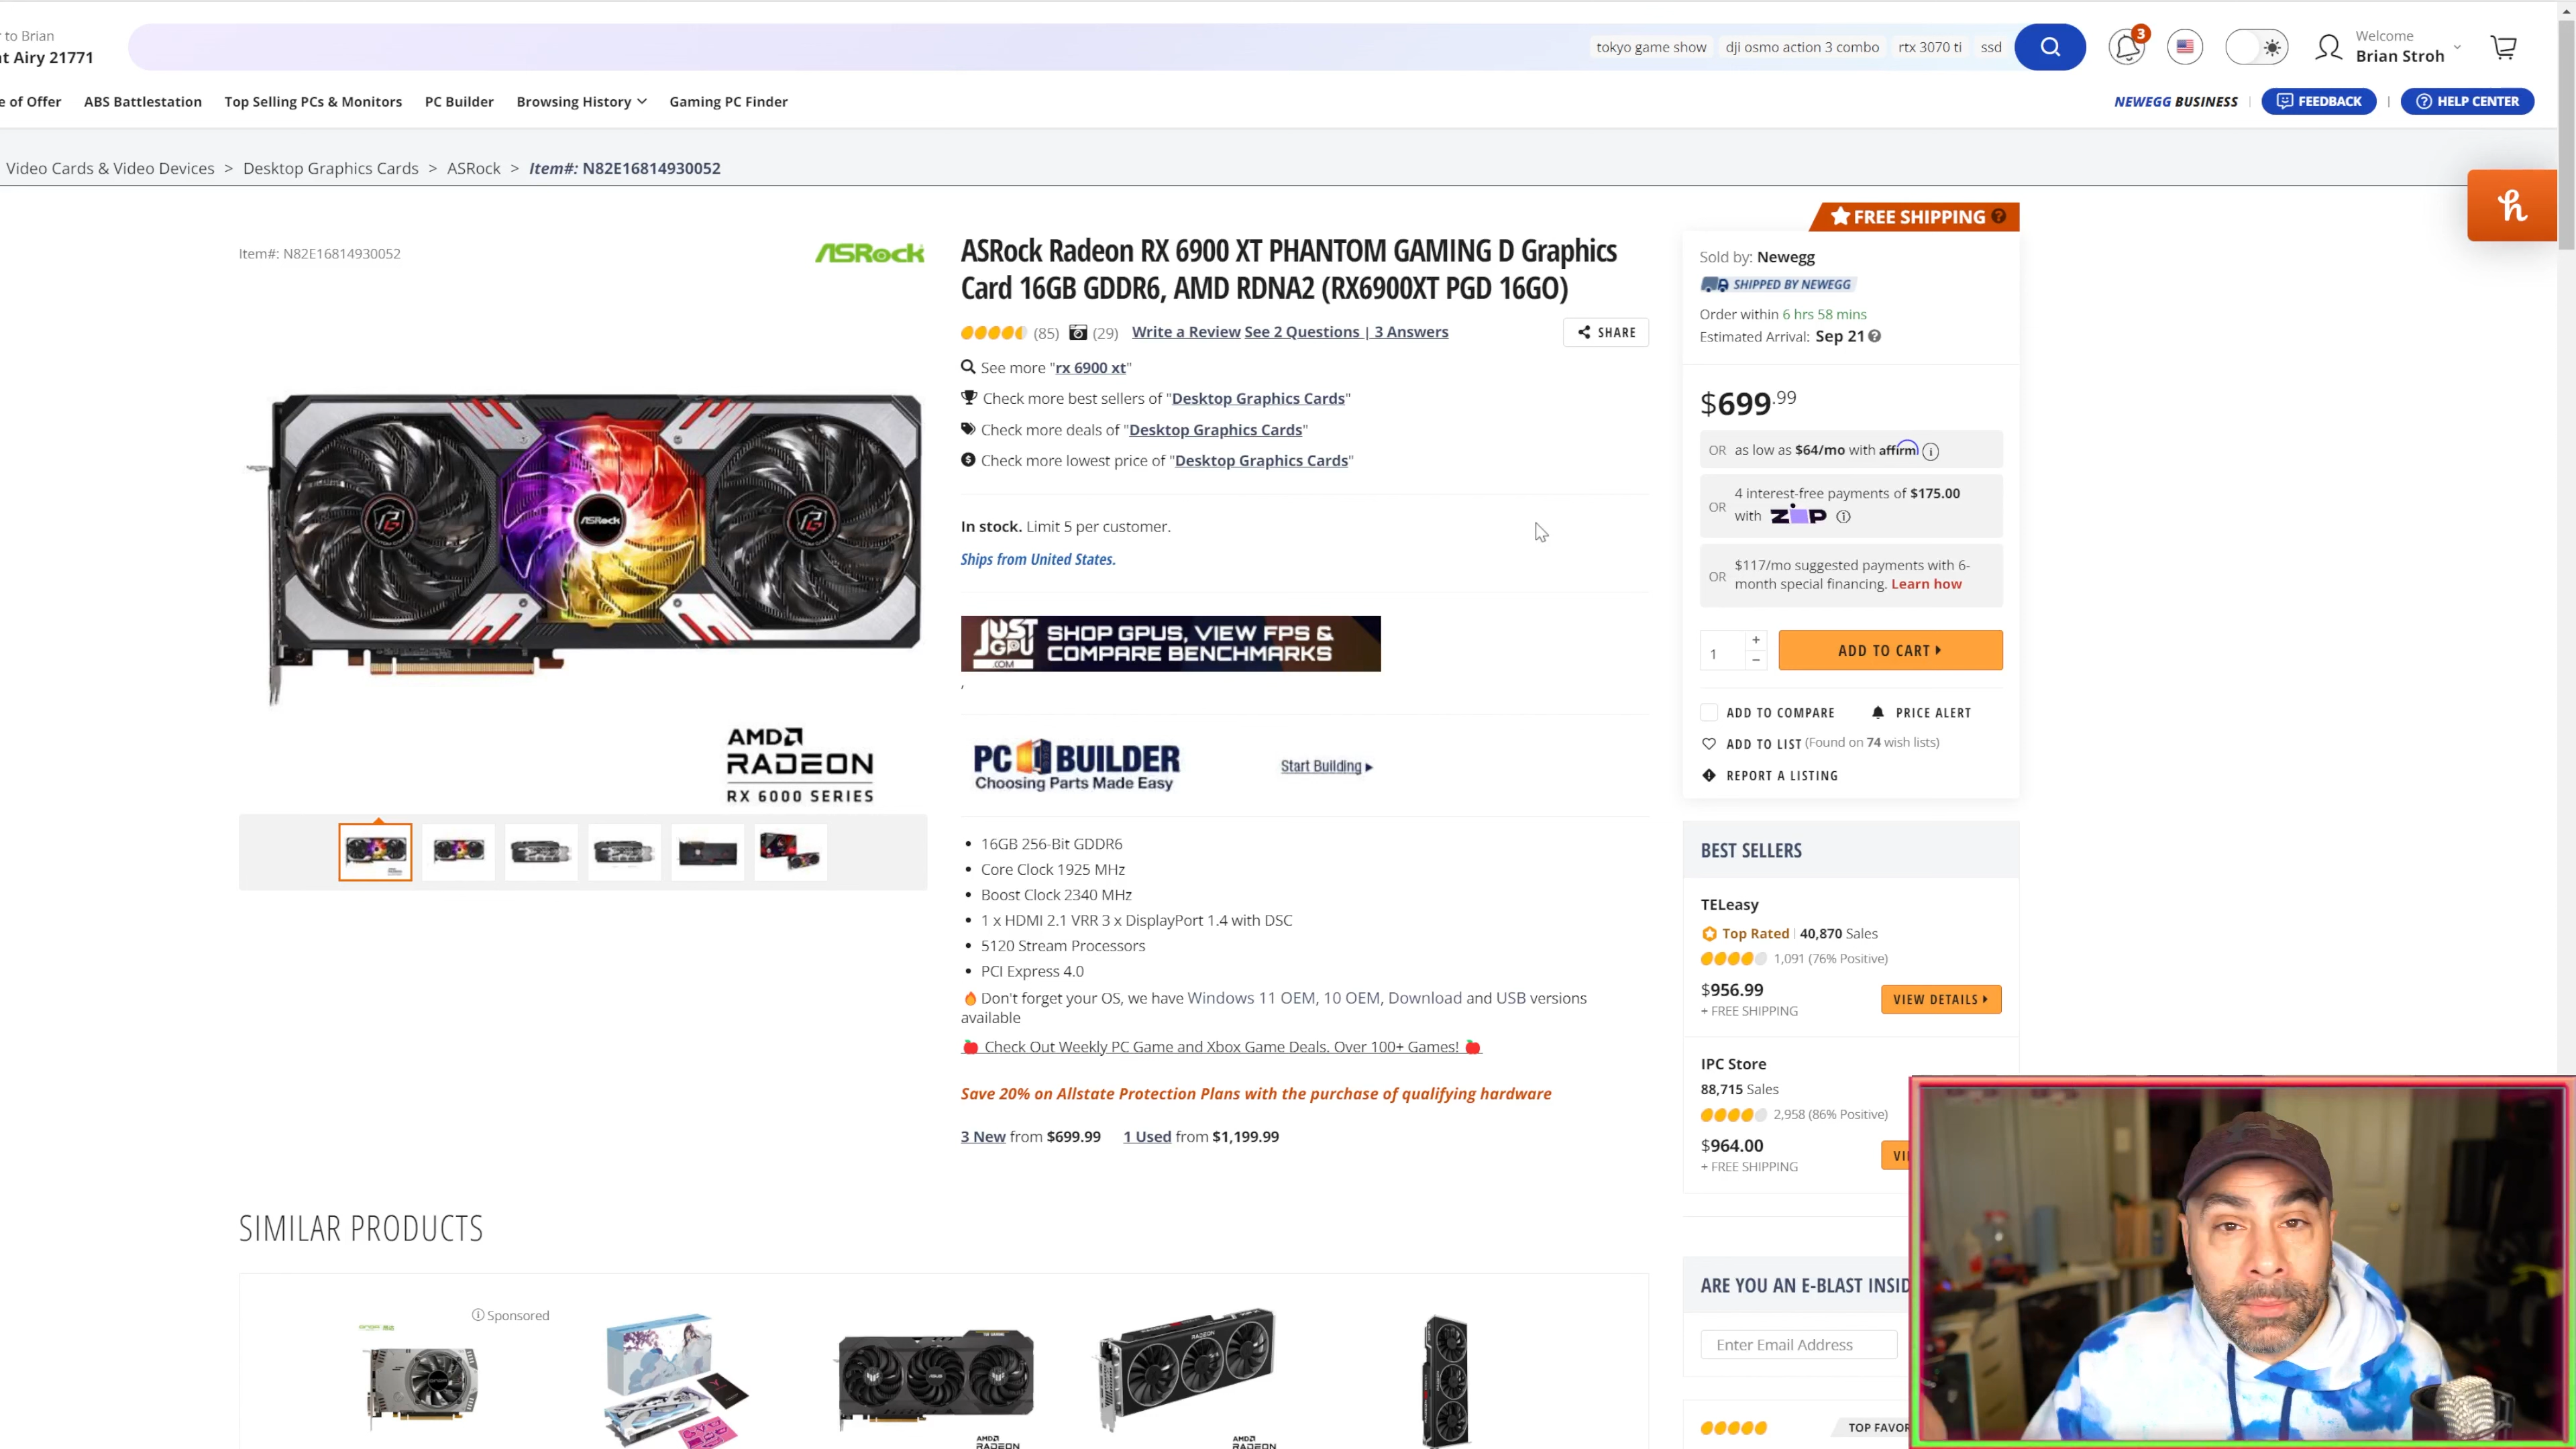 r to Brian
t Airy 21771
tokyo game show
dji osmo action 3 combo
rtx 3070 ti
ssd
3
Welcome
Brian Stroh
e of Offer
ABS Battlestation
Top Selling PCs & Monitors
PC Builder
Browsing History
Gaming PC Finder
NEWEGG BUSINESS
FEEDBACK
HELP CENTER
Video Cards & Video Devices > Desktop Graphics Cards > ASRock > Item#: N82E16814930052
Item#: N82E16814930052
ASRock
ASRock
AMD
RADEON
RX 6000 SERIES
ASRock Radeon RX 6900 XT PHANTOM GAMING D Graphics
Card 16GB GDDR6, AMD RDNA2 (RX6900XT PGD 16GO)
(85) (29) Write a Review See 2 Questions | 3 Answers
SHARE
See more "rx 6900 xt"
Check more best sellers of "Desktop Graphics Cards"
Check more deals of "Desktop Graphics Cards"
Check more lowest price of "Desktop Graphics Cards"
In stock. Limit 5 per customer.
Ships from United States.
JUST
GPU
.COM
SHOP GPUS, VIEW FPS &
COMPARE BENCHMARKS
,
PC BUILDER
Choosing Parts Made Easy
Start Building
• 16GB 256-Bit GDDR6
• Core Clock 1925 MHz
• Boost Clock 2340 MHz
• 1 x HDMI 2.1 VRR 3 x DisplayPort 1.4 with DSC
• 5120 Stream Processors
• PCI Express 4.0
🔥 Don't forget your OS, we have Windows 11 OEM, 10 OEM, Download and USB versions
available
🍎 Check Out Weekly PC Game and Xbox Game Deals. Over 100+ Games! 🍎
Save 20% on Allstate Protection Plans with the purchase of qualifying hardware
3 New from $699.99 1 Used from $1,199.99
FREE SHIPPING
Sold by: Newegg
SHIPPED BY NEWEGG
Order within 6 hrs 58 mins
Estimated Arrival: Sep 21
$699.99
OR as low as $64/mo with affirm
OR 4 interest-free payments of $175.00
with ZIP
OR $117/mo suggested payments with 6-
month special financing. Learn how
1 + −
ADD TO CART
ADD TO COMPARE
PRICE ALERT
ADD TO LIST (Found on 74 wish lists)
REPORT A LISTING
BEST SELLERS
TELeasy
Top Rated | 40,870 Sales
1,091 (76% Positive)
$956.99
+ FREE SHIPPING
VIEW DETAILS
IPC Store
88,715 Sales
2,958 (86% Positive)
$964.00
+ FREE SHIPPING
VI
ARE YOU AN E-BLAST INSID
Enter Email Address
TOP FAVOR
SIMILAR PRODUCTS
Sponsored
RADEON
AMD
RADEON
AMD
RADEON